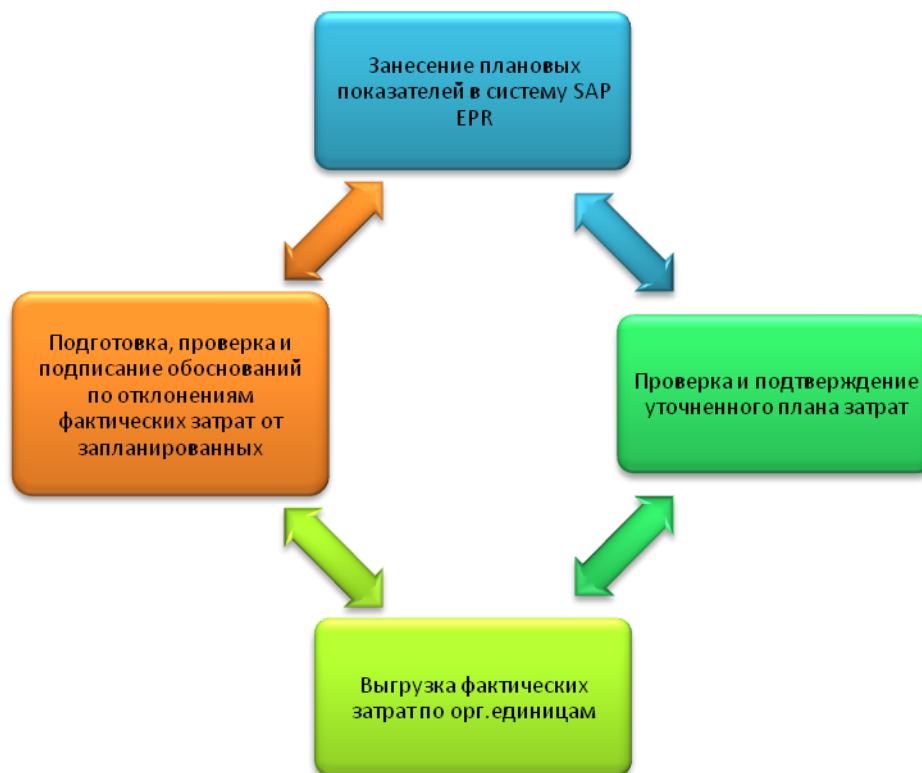 Занесение плановых
показателей в систему SAP
EPR
Подготовка, проверка и
подписание обоснований
по отклонениям
фактических затрат от
запланированных
Проверка и подтверждение
уточненного плана затрат
Выгрузка фактических
затрат по орг.единицам